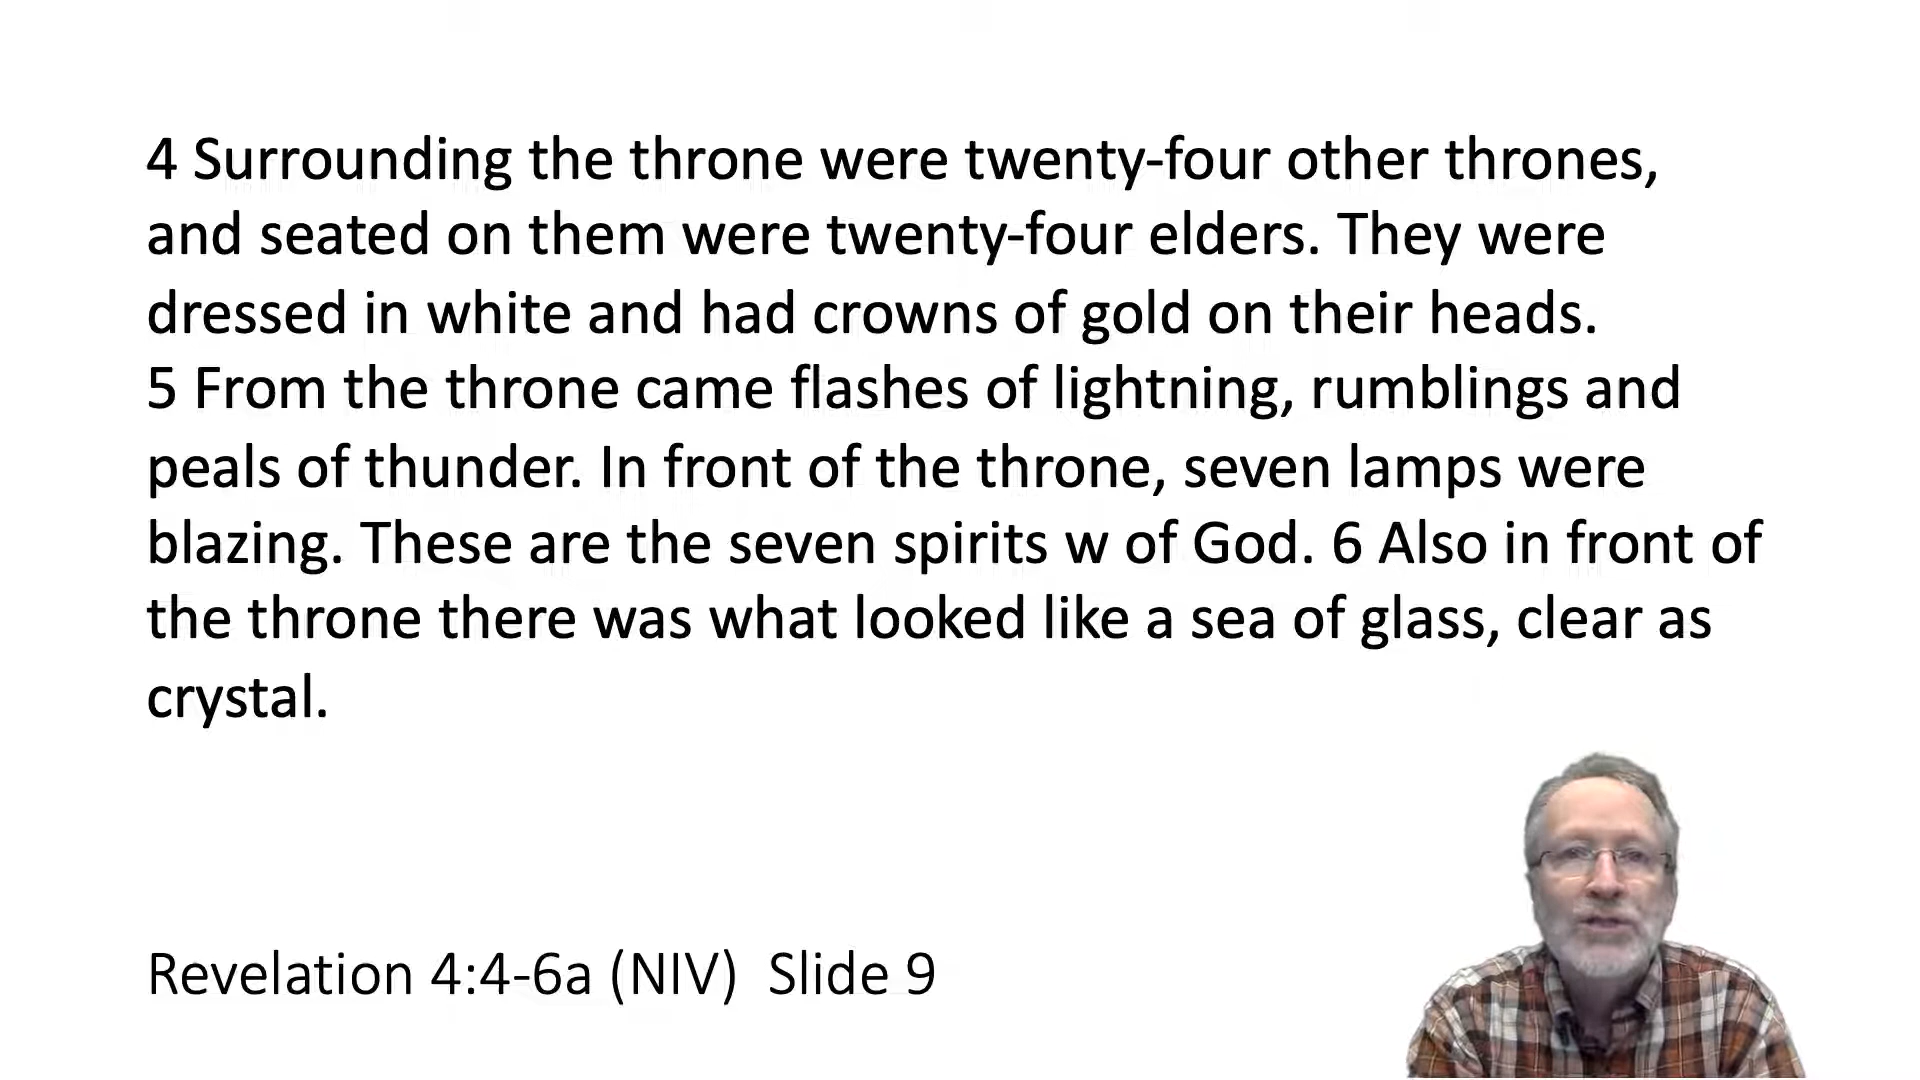 4 Surrounding the throne were twenty-four other thrones,
and seated on them were twenty-four elders. They were
dressed in white and had crowns of gold on their heads.
5 From the throne came flashes of lightning, rumblings and
peals of thunder. In front of the throne, seven lamps were
blazing. These are the seven spirits w of God. 6 Also in front of
the throne there was what looked like a sea of glass, clear as
crystal.
Revelation 4:4-6a (NIV)  Slide 9